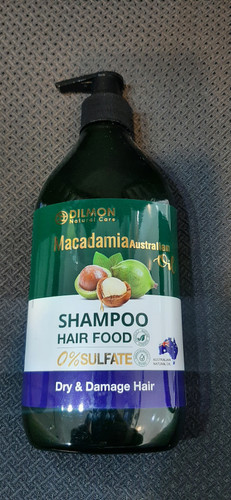 DILMON
Natural Care
Macadamia Australian
Oil
SHAMPOO
HAIR FOOD
0% SULFATE
Dry & Damage Hair